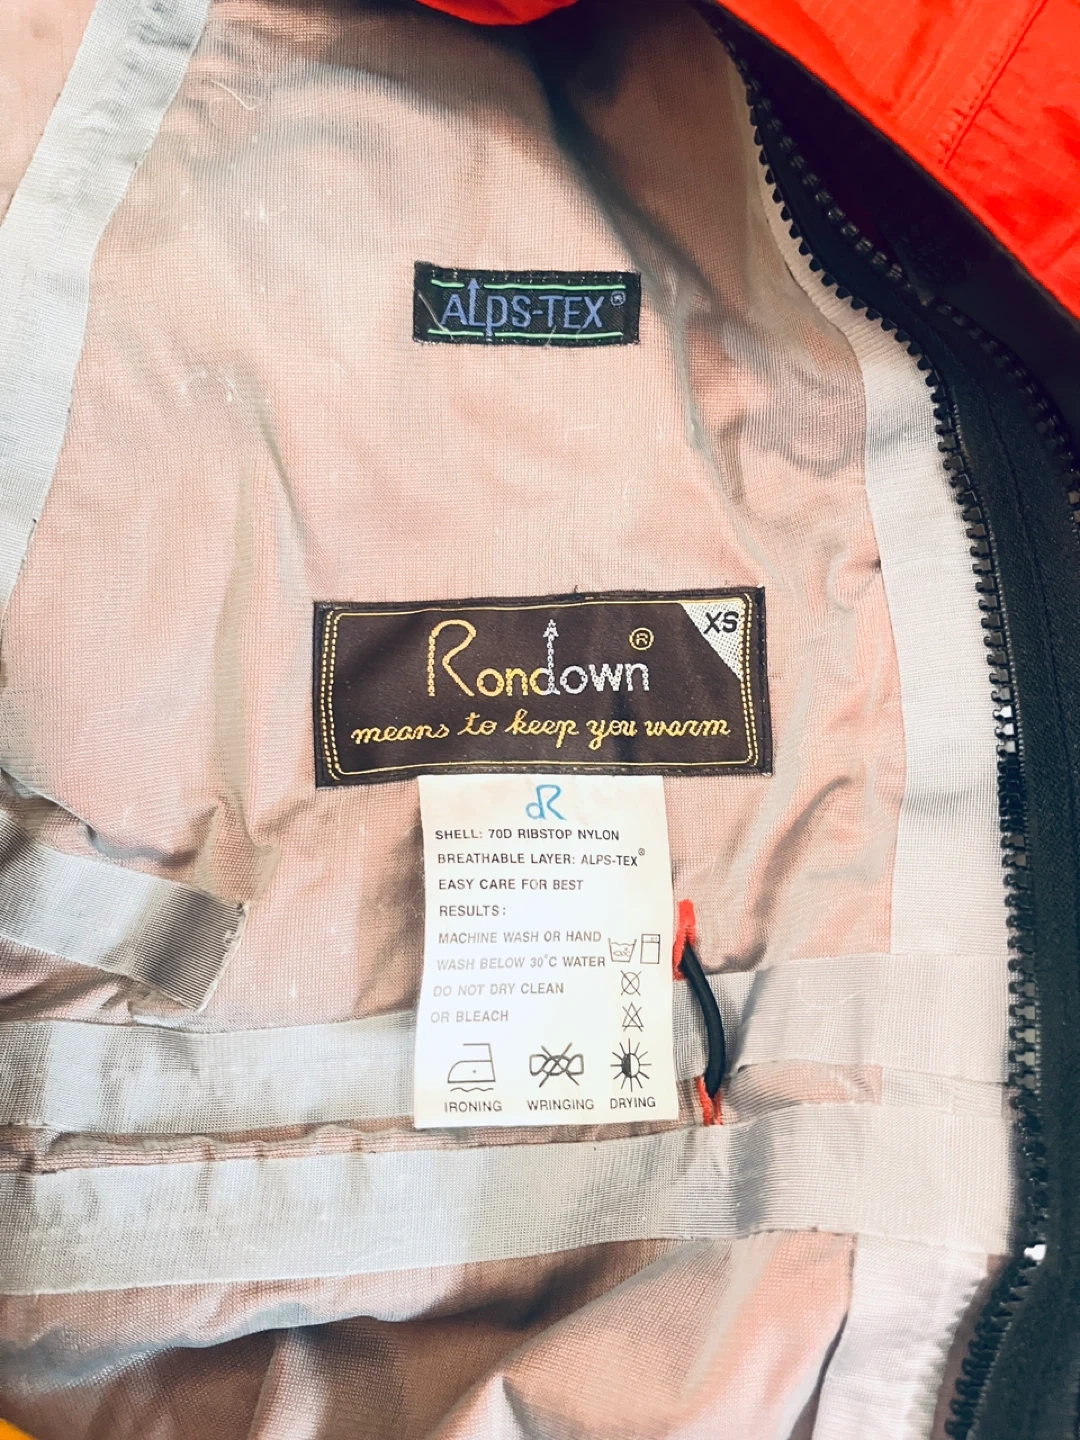 ALPS-TEX®
XS
Rondown®
means to keep you warm
dR
SHELL: 70D RIBSTOP NYLON
BREATHABLE LAYER: ALPS-TEX®
EASY CARE FOR BEST
RESULTS:
MACHINE WASH OR HAND
WASH BELOW 30°C WATER
DO NOT DRY CLEAN
OR BLEACH
IRONING WRINGING DRYING